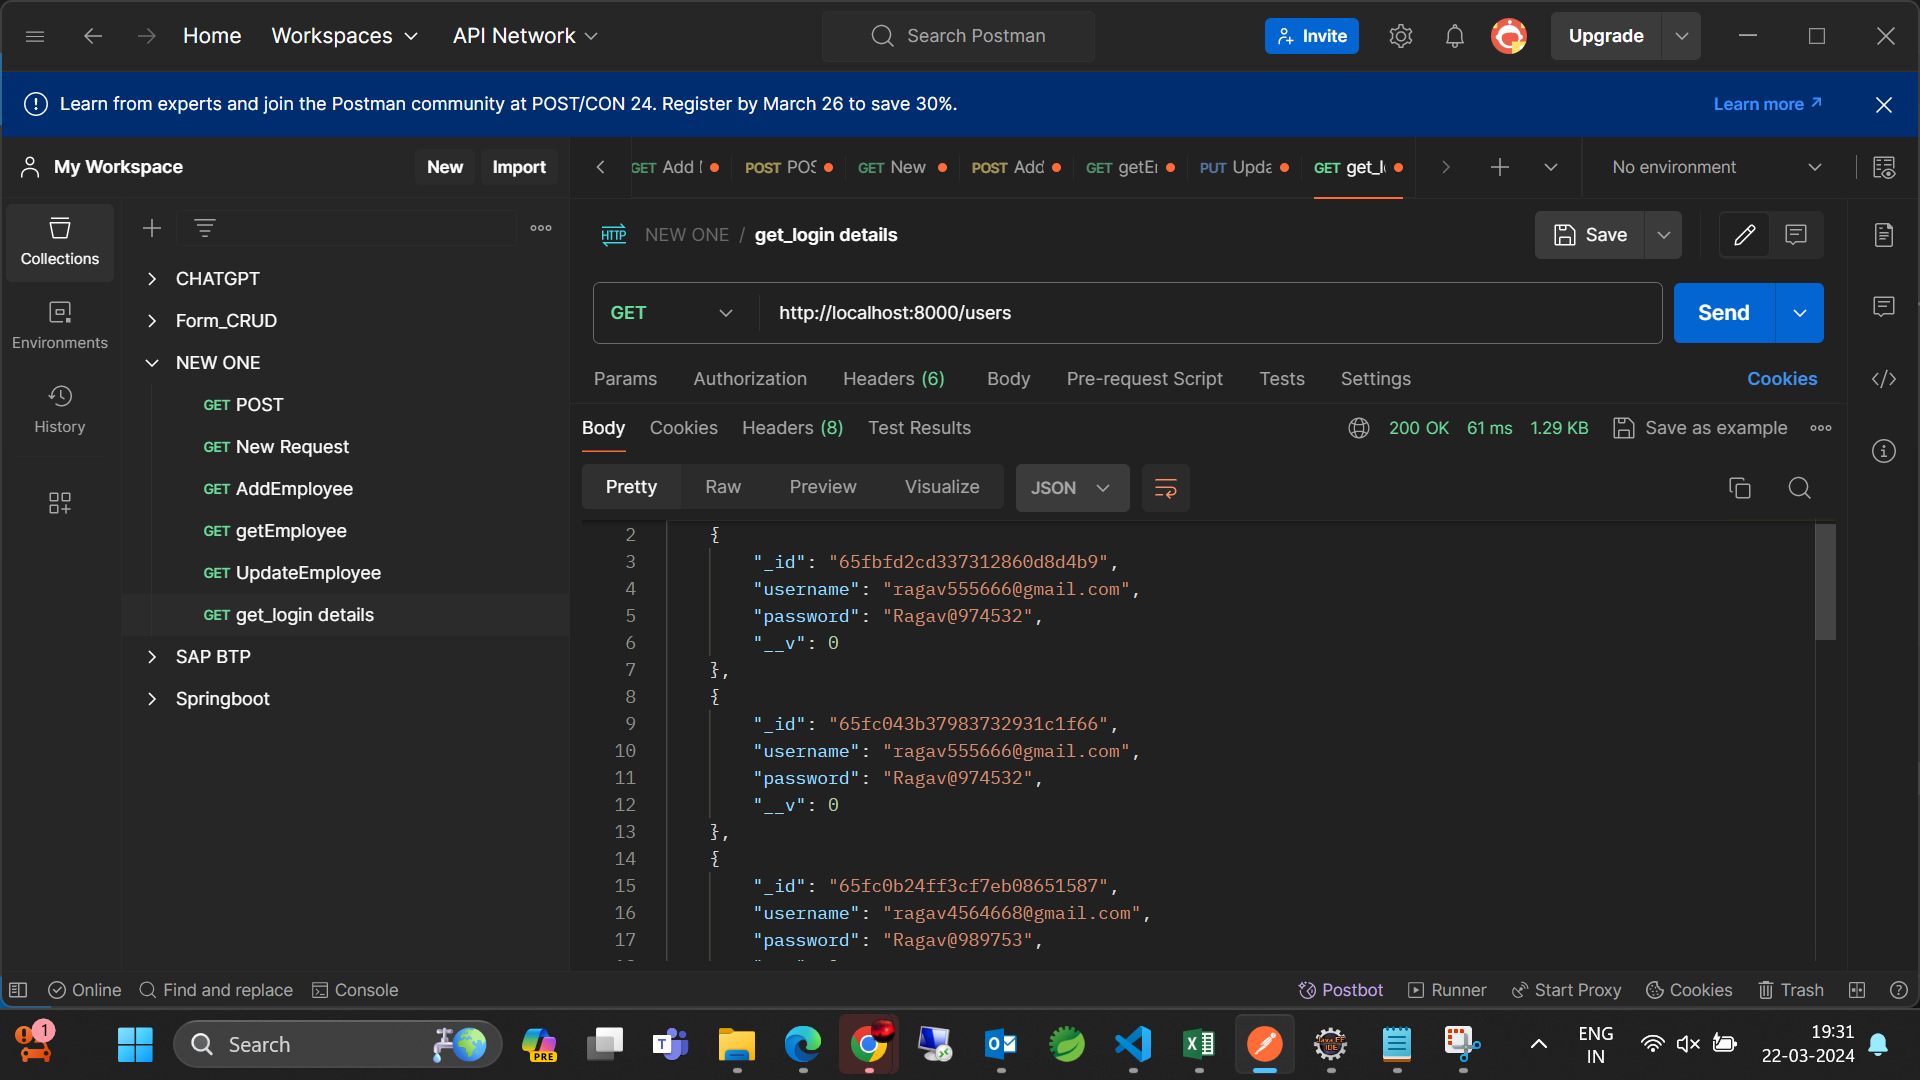 Home
Workspaces
API Network
Search Postman
Invite
Upgrade
Learn from experts and join the Postman community at POST/CON 24. Register by March 26 to save 30%.
Learn more
My Workspace
New
Import
GET Add
POST POS
GET New
POST Add
GET getEr
PUT Upda
GET get_l
No environment
Collections
Environments
History
CHATGPT
Form_CRUD
NEW ONE
GET POST
GET New Request
GET AddEmployee
GET getEmployee
GET UpdateEmployee
GET get_login details
SAP BTP
Springboot
HTTP
NEW ONE / get_login details
Save
GET
http://localhost:8000/users
Send
Params
Authorization
Headers (6)
Body
Pre-request Script
Tests
Settings
Cookies
Body
Cookies
Headers (8)
Test Results
200 OK
61 ms
1.29 KB
Save as example
Pretty
Raw
Preview
Visualize
JSON
2 {
3 "_id": "65fbfd2cd337312860d8d4b9",
4 "username": "ragav555666@gmail.com",
5 "password": "Ragav@974532",
6 "__v": 0
7 },
8 {
9 "_id": "65fc043b37983732931c1f66",
10 "username": "ragav555666@gmail.com",
11 "password": "Ragav@974532",
12 "__v": 0
13 },
14 {
15 "_id": "65fc0b24ff3cf7eb08651587",
16 "username": "ragav4564668@gmail.com",
17 "password": "Ragav@989753",
Online
Find and replace
Console
Postbot
Runner
Start Proxy
Cookies
Trash
1
Search
PRE
ENG
IN
19:31
22-03-2024